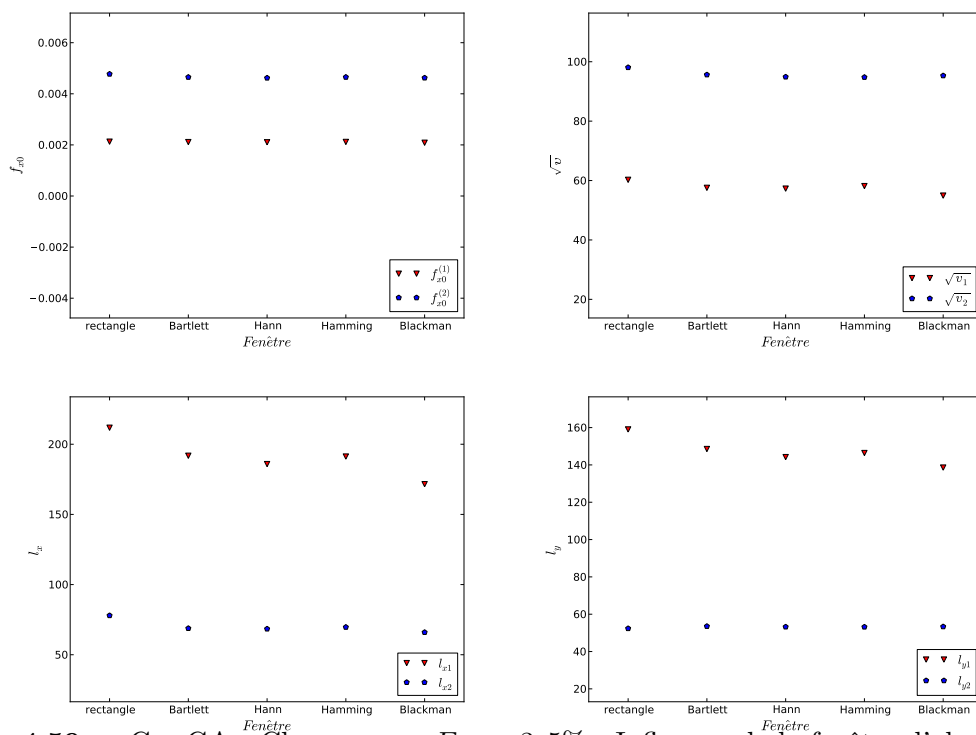 0.006
0.004
0.002
0.000
−0.002
−0.004
f_{x0}
rectangle Bartlett Hann Hamming Blackman
Fenêtre
f_{x0}^{(1)}
f_{x0}^{(2)}
100
80
60
40
20
√v
rectangle Bartlett Hann Hamming Blackman
Fenêtre
√v_1
√v_2
200
150
100
50
l_x
rectangle Bartlett Hann Hamming Blackman
Fenêtre
l_{x1}
l_{x2}
160
140
120
100
80
60
40
20
l_y
rectangle Bartlett Hann Hamming Blackman
Fenêtre
l_{y1}
l_{y2}